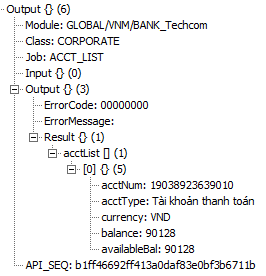 Output {} (6)
Module: GLOBAL/VNM/BANK_Techcom
Class: CORPORATE
Job: ACCT_LIST
Input {} (0)
Output {} (3)
ErrorCode: 00000000
ErrorMessage:
Result {} (1)
acctList [] (1)
[0] {} (5)
acctNum: 19038923639010
acctType: Tài khoản thanh toán
currency: VND
balance: 90128
availableBal: 90128
API_SEQ: b1ff46692ff413a0daf83e0bf3b6711b